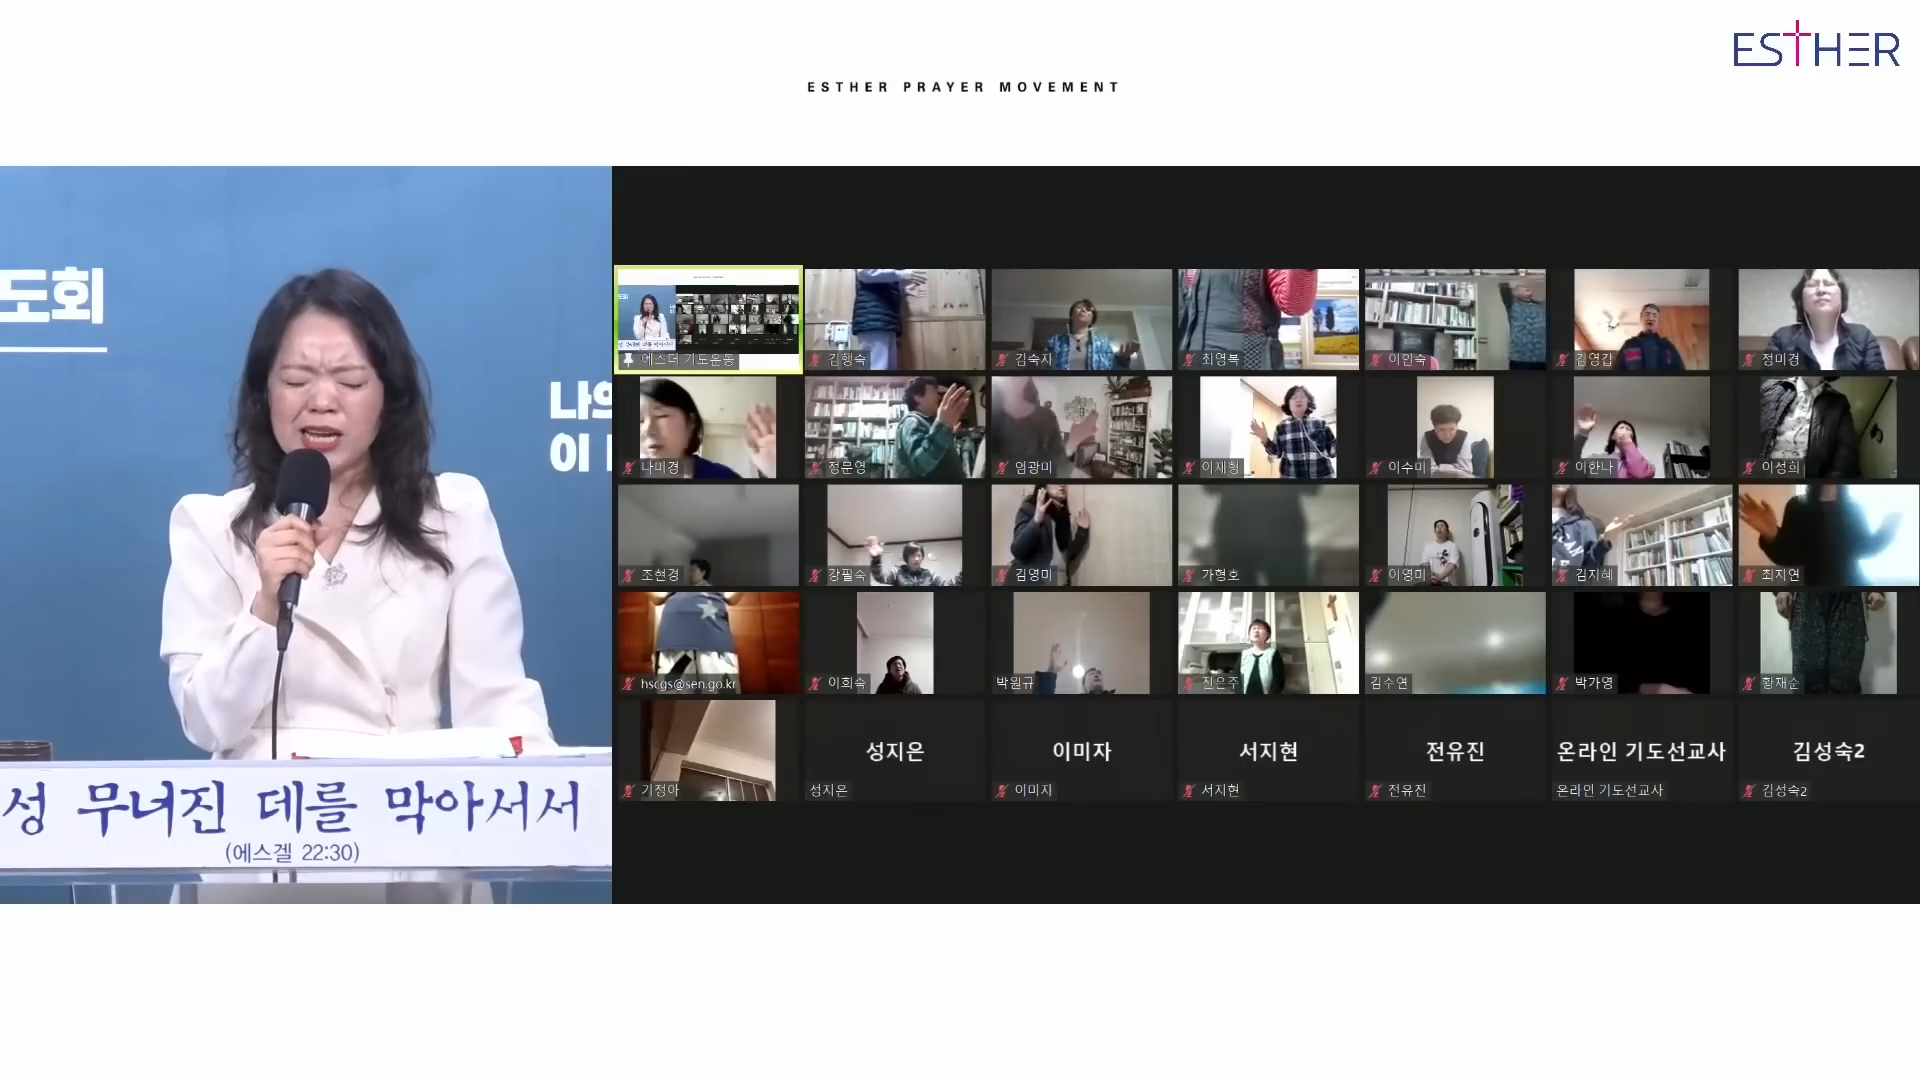 ESTHER
ESTHER PRAYER MOVEMENT
도회
나의
이
성 무너진 데를 막아서서
(에스겔 22:30)
에스더 기도운동
김행숙
김숙자
최영복
이인숙
김영갑
정미경
나미경
정문영
엄광미
이재형
이수미
이한나
이성희
조현경
강필숙
김영미
가형호
이영미
김지혜
최지연
hscgs@sen.go.kr
이희숙
박원규
진은주
김수연
박가영
황재순
기정아
성지은
성지은
이미자
이미자
서지현
서지현
전유진
전유진
온라인 기도선교사
온라인 기도선교사
김성숙2
김성숙2